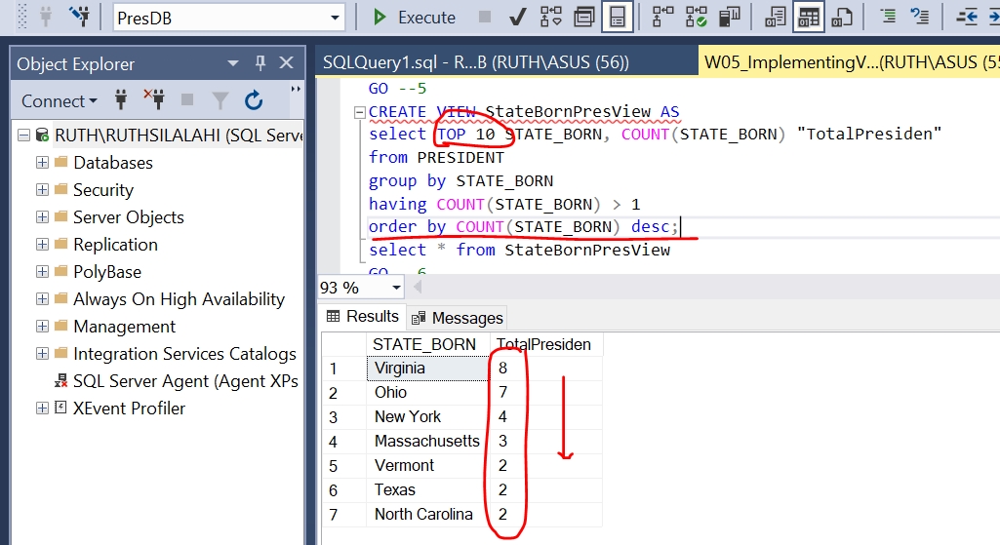 PresDB
Execute
Object Explorer
Connect
RUTH\RUTHSILALAHI (SQL Serve
Databases
Security
Server Objects
Replication
PolyBase
Always On High Availability
Management
Integration Services Catalogs
SQL Server Agent (Agent XPs
XEvent Profiler
SQLQuery1.sql - R...B (RUTH\ASUS (56))
W05_ImplementingV...(RUTH\ASUS (55
GO --5
CREATE VIEW StateBornPresView AS
select TOP 10 STATE_BORN, COUNT(STATE_BORN) "TotalPresiden"
from PRESIDENT
group by STATE_BORN
having COUNT(STATE_BORN) > 1
order by COUNT(STATE_BORN) desc;
select * from StateBornPresView
GO --6
93 %
Results Messages
STATE_BORN TotalPresiden
1 Virginia 8
2 Ohio 7
3 New York 4
4 Massachusetts 3
5 Vermont 2
6 Texas 2
7 North Carolina 2